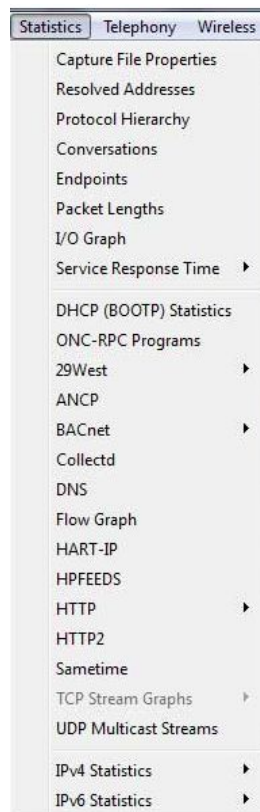 Statistics Telephony Wireless
Capture File Properties
Resolved Addresses
Protocol Hierarchy
Conversations
Endpoints
Packet Lengths
I/O Graph
Service Response Time
DHCP (BOOTP) Statistics
ONC-RPC Programs
29West
ANCP
BACnet
Collectd
DNS
Flow Graph
HART-IP
HPFEEDS
HTTP
HTTP2
Sametime
TCP Stream Graphs
UDP Multicast Streams
IPv4 Statistics
IPv6 Statistics